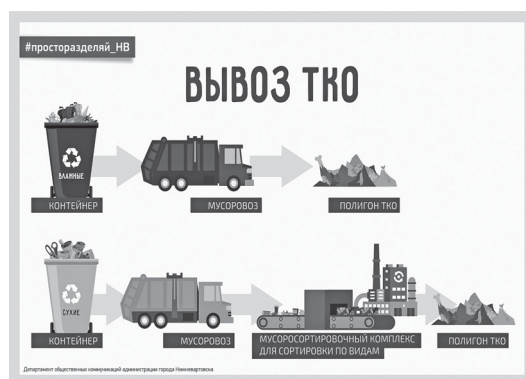 #просторазделяй_НВ
ВЫВОЗ ТКО
ВЛАЖНЫЕ
КОНТЕЙНЕР
МУСОРОВОЗ
ПОЛИГОН ТКО
СУХИЕ
КОНТЕЙНЕР
МУСОРОВОЗ
МУСОРОСОРТИРОВОЧНЫЙ КОМПЛЕКС
ДЛЯ СОРТИРОВКИ ПО ВИДАМ
ПОЛИГОН ТКО
Департамент общественных коммуникаций администрации города Нижневартовска